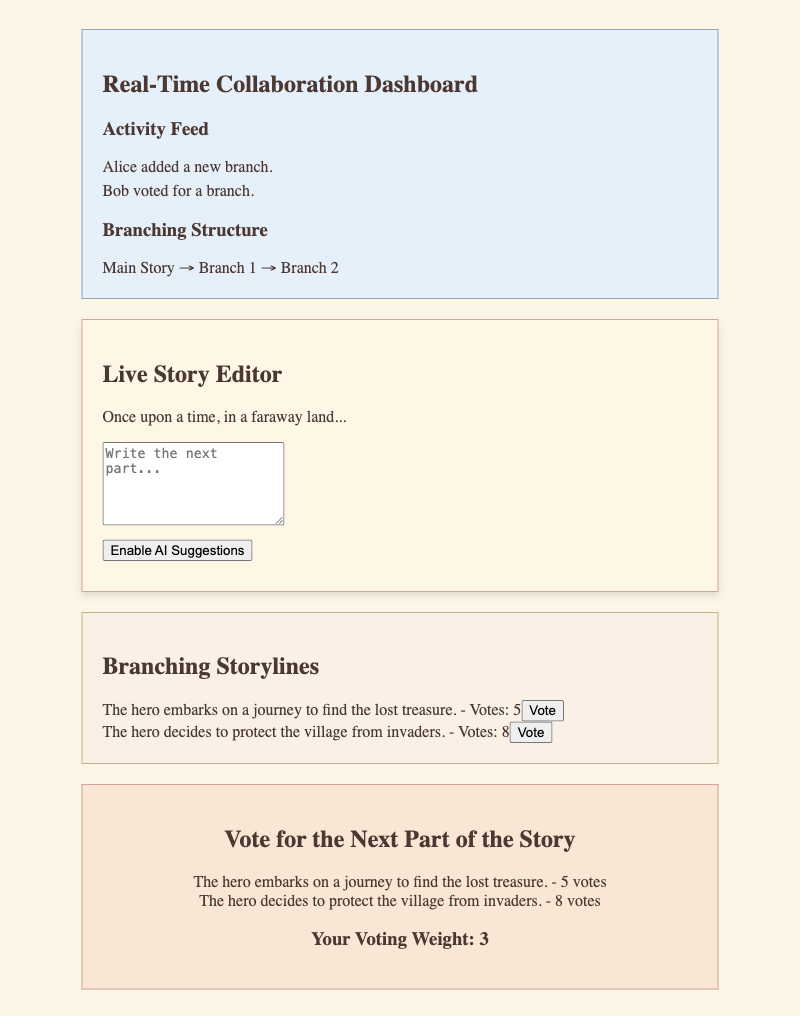 Real-Time Collaboration Dashboard
Activity Feed
Alice added a new branch.
Bob voted for a branch.
Branching Structure
Main Story → Branch 1 → Branch 2
Live Story Editor
Once upon a time, in a faraway land...
Write the next
part...
Enable AI Suggestions
Branching Storylines
The hero embarks on a journey to find the lost treasure. - Votes: 5 Vote
The hero decides to protect the village from invaders. - Votes: 8 Vote
Vote for the Next Part of the Story
The hero embarks on a journey to find the lost treasure. - 5 votes
The hero decides to protect the village from invaders. - 8 votes
Your Voting Weight: 3